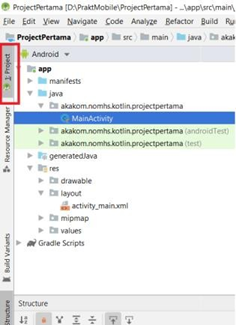 ProjectPertama [D:\PraktMobile\ProjectPertama] - ...\app\src\main\
File Edit View Navigate Code Analyze Refactor Build R
ProjectPertama app src main java
Android
1: Project
app
manifests
java
akakom.nomhs.kotlin.projectpertama
MainActivity
akakom.nomhs.kotlin.projectpertama (androidTest)
akakom.nomhs.kotlin.projectpertama (test)
generatedJava
res
drawable
layout
activity_main.xml
mipmap
values
Gradle Scripts
Resource Manager
Build Variants
Structure
Structure